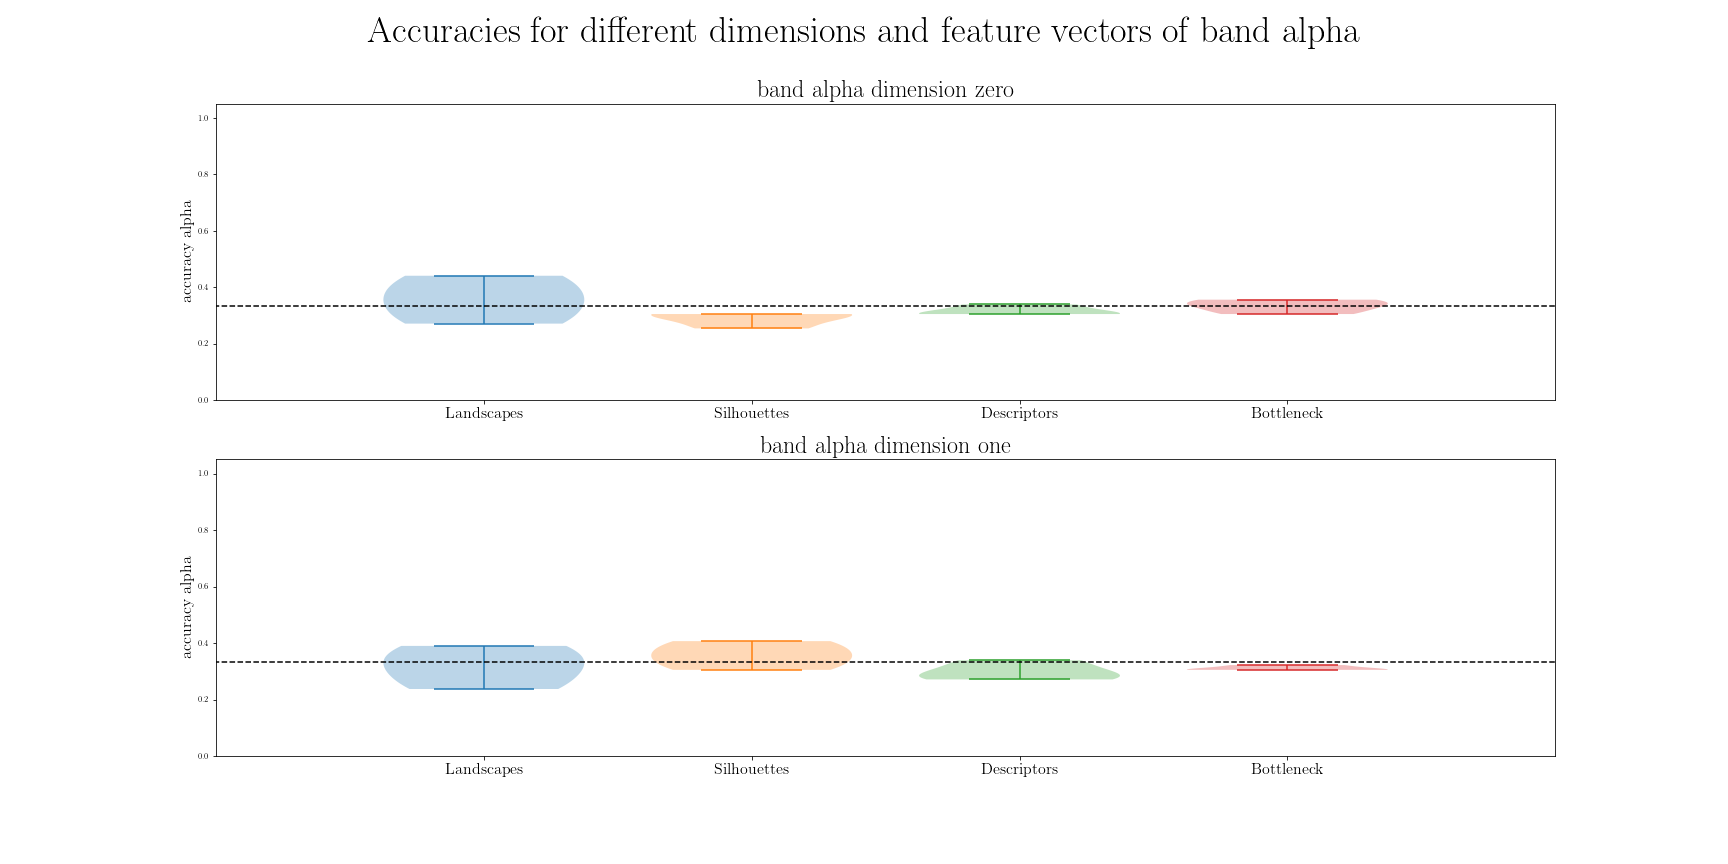 Accuracies for different dimensions and feature vectors of band alpha
band alpha dimension zero
1.0
0.8
0.6
0.4
0.2
0.0
accuracy alpha
Landscapes Silhouettes Descriptors Bottleneck
band alpha dimension one
1.0
0.8
0.6
0.4
0.2
0.0
accuracy alpha
Landscapes Silhouettes Descriptors Bottleneck